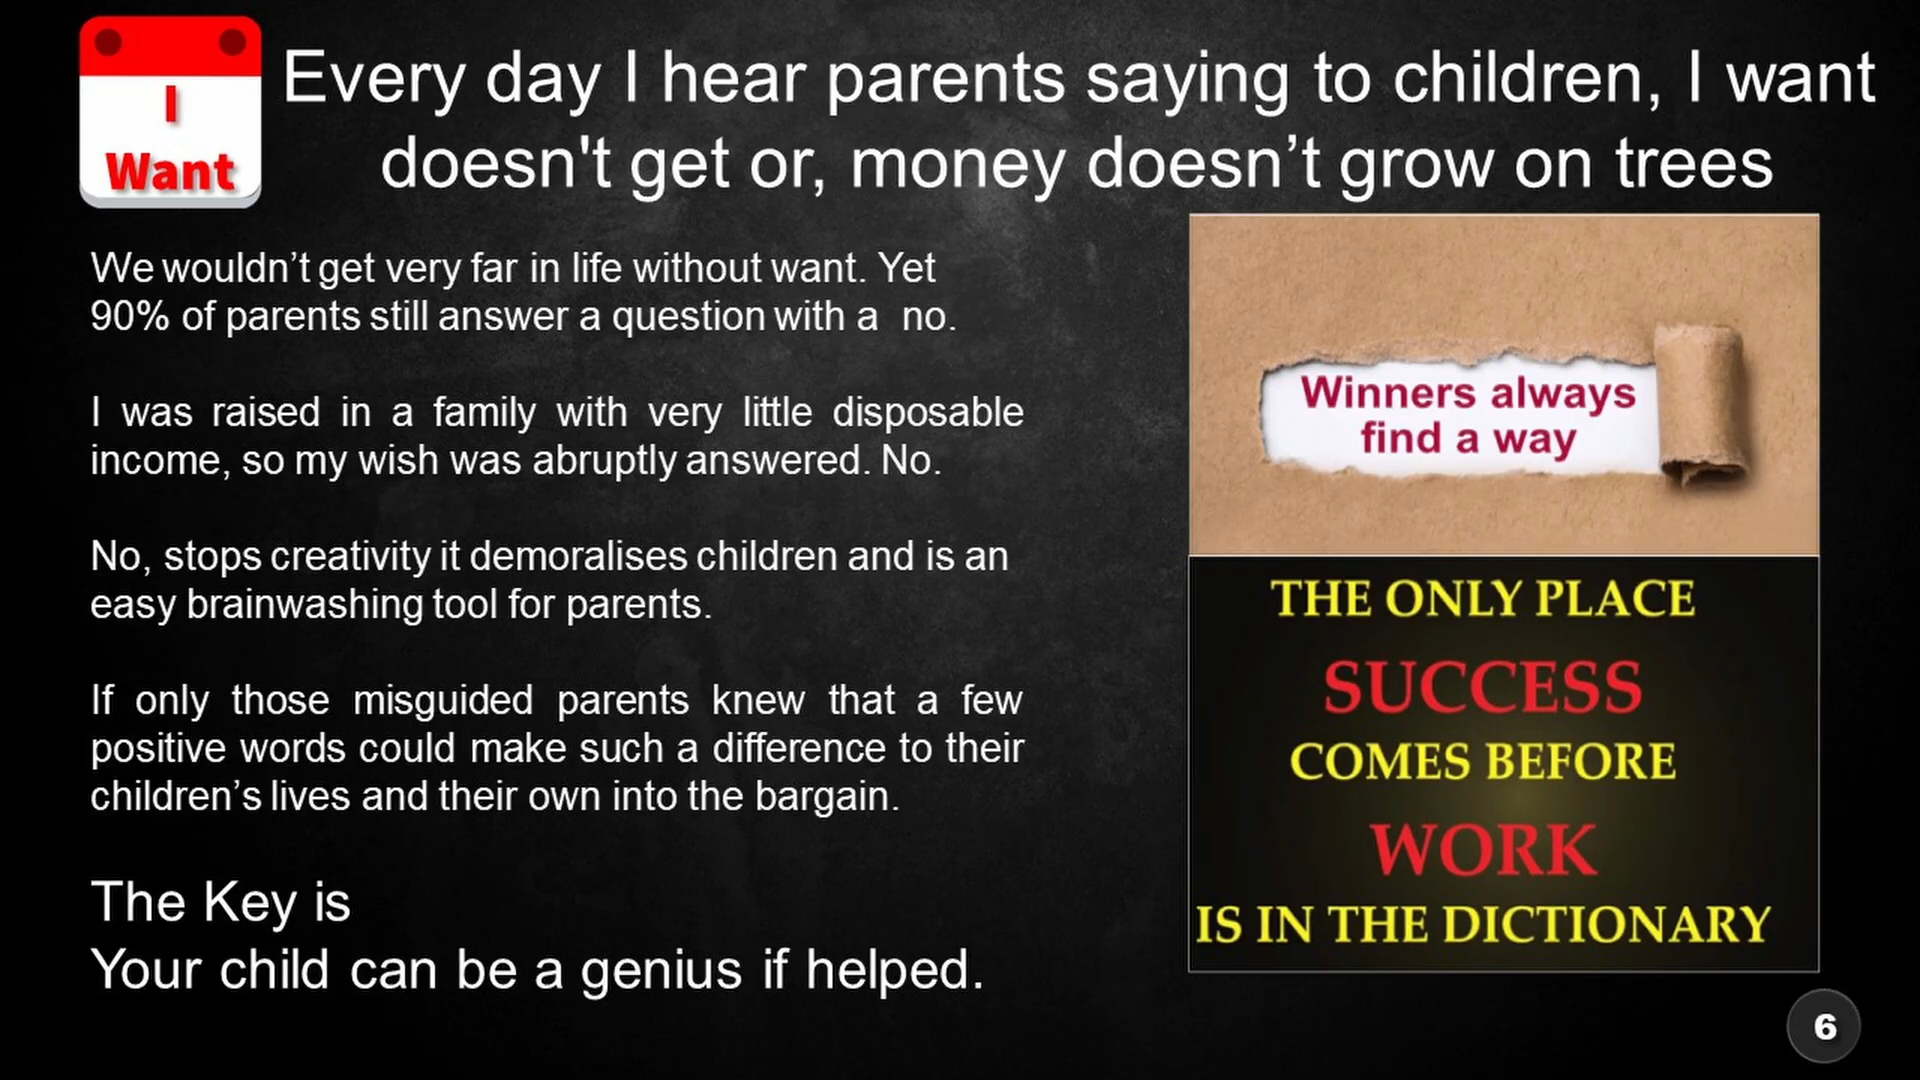 I
Want
Every day I hear parents saying to children, I want
doesn't get or, money doesn’t grow on trees
We wouldn’t get very far in life without want. Yet
90% of parents still answer a question with a no.
I was raised in a family with very little disposable
income, so my wish was abruptly answered. No.
No, stops creativity it demoralises children and is an
easy brainwashing tool for parents.
If only those misguided parents knew that a few
positive words could make such a difference to their
children’s lives and their own into the bargain.
The Key is
Your child can be a genius if helped.
Winners always
find a way
THE ONLY PLACE
SUCCESS
COMES BEFORE
WORK
IS IN THE DICTIONARY
6